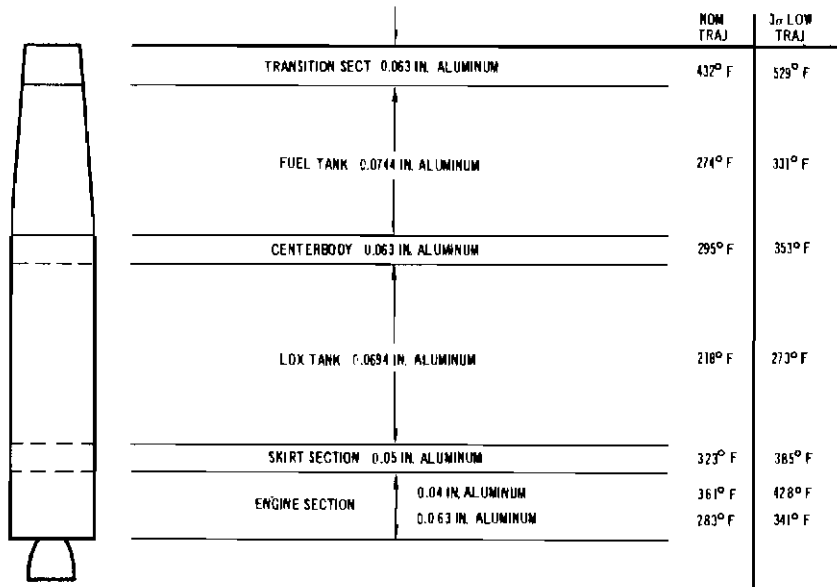 NOM TRAJ 3σ LOW TRAJ
TRANSITION SECT 0.063 IN. ALUMINUM 432° F 529° F
FUEL TANK 0.0744 IN. ALUMINUM 274° F 331° F
CENTERBODY 0.063 IN. ALUMINUM 295° F 353° F
LOX TANK 0.0694 IN. ALUMINUM 218° F 273° F
SKIRT SECTION 0.05 IN. ALUMINUM 323° F 385° F
ENGINE SECTION 0.04 IN. ALUMINUM 361° F 428° F
0.063 IN. ALUMINUM 283° F 341° F